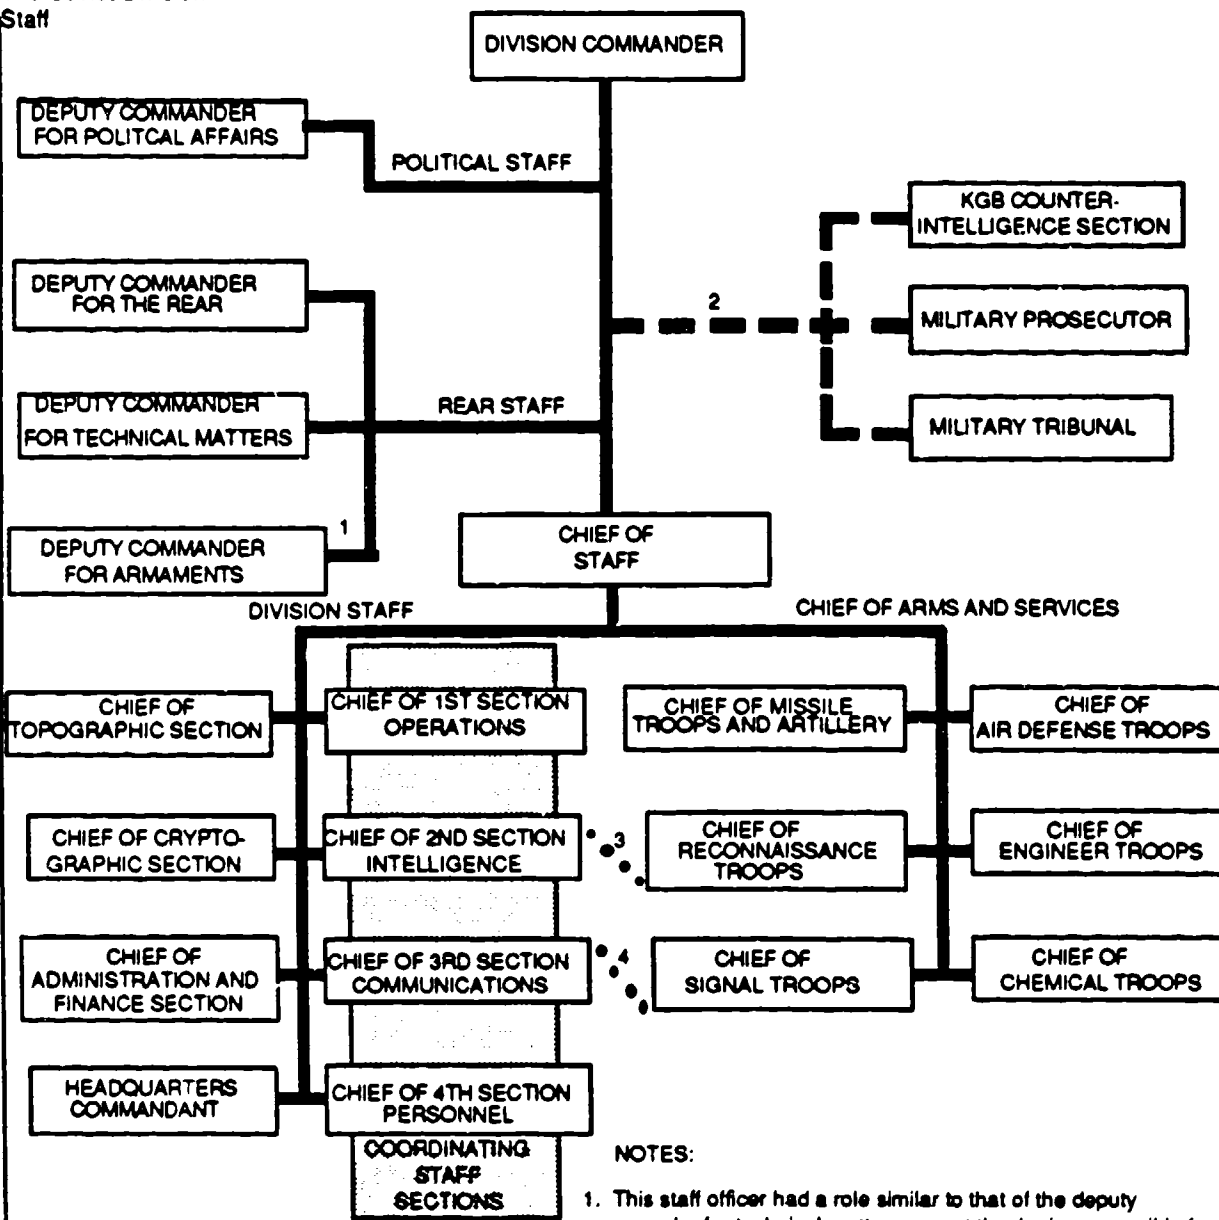 Staff
DIVISION COMMANDER
DEPUTY COMMANDER
FOR POLITCAL AFFAIRS
POLITICAL STAFF
KGB COUNTER-
INTELLIGENCE SECTION
DEPUTY COMMANDER
FOR THE REAR
2
MILITARY PROSECUTOR
DEPUTY COMMANDER
FOR TECHNICAL MATTERS
REAR STAFF
MILITARY TRIBUNAL
1
DEPUTY COMMANDER
FOR ARMAMENTS
CHIEF OF
STAFF
DIVISION STAFF
CHIEF OF ARMS AND SERVICES
CHIEF OF
TOPOGRAPHIC SECTION
CHIEF OF 1ST SECTION
OPERATIONS
CHIEF OF MISSILE
TROOPS AND ARTILLERY
CHIEF OF
AIR DEFENSE TROOPS
CHIEF OF CRYPTO-
GRAPHIC SECTION
CHIEF OF 2ND SECTION
INTELLIGENCE
3
CHIEF OF
RECONNAISSANCE
TROOPS
CHIEF OF
ENGINEER TROOPS
CHIEF OF
ADMINISTRATION AND
FINANCE SECTION
CHIEF OF 3RD SECTION
COMMUNICATIONS
4
CHIEF OF
SIGNAL TROOPS
CHIEF OF
CHEMICAL TROOPS
HEADQUARTERS
COMMANDANT
CHIEF OF 4TH SECTION
PERSONNEL
COORDINATING
STAFF
SECTIONS
NOTES:
1. This staff officer had a role similar to that of the deputy